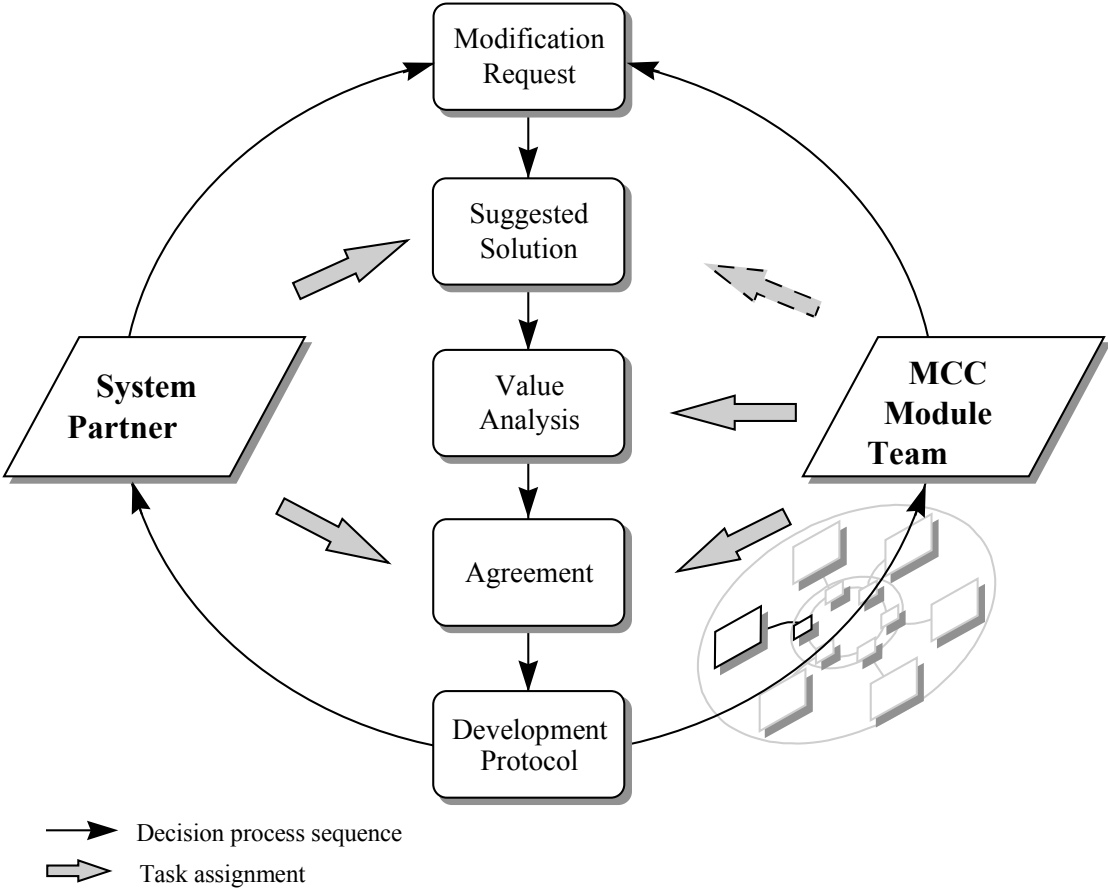 Modification
Request
Suggested
Solution
System
Partner
Value
Analysis
MCC
Module
Team
Agreement
Development
Protocol
Decision process sequence
Task assignment